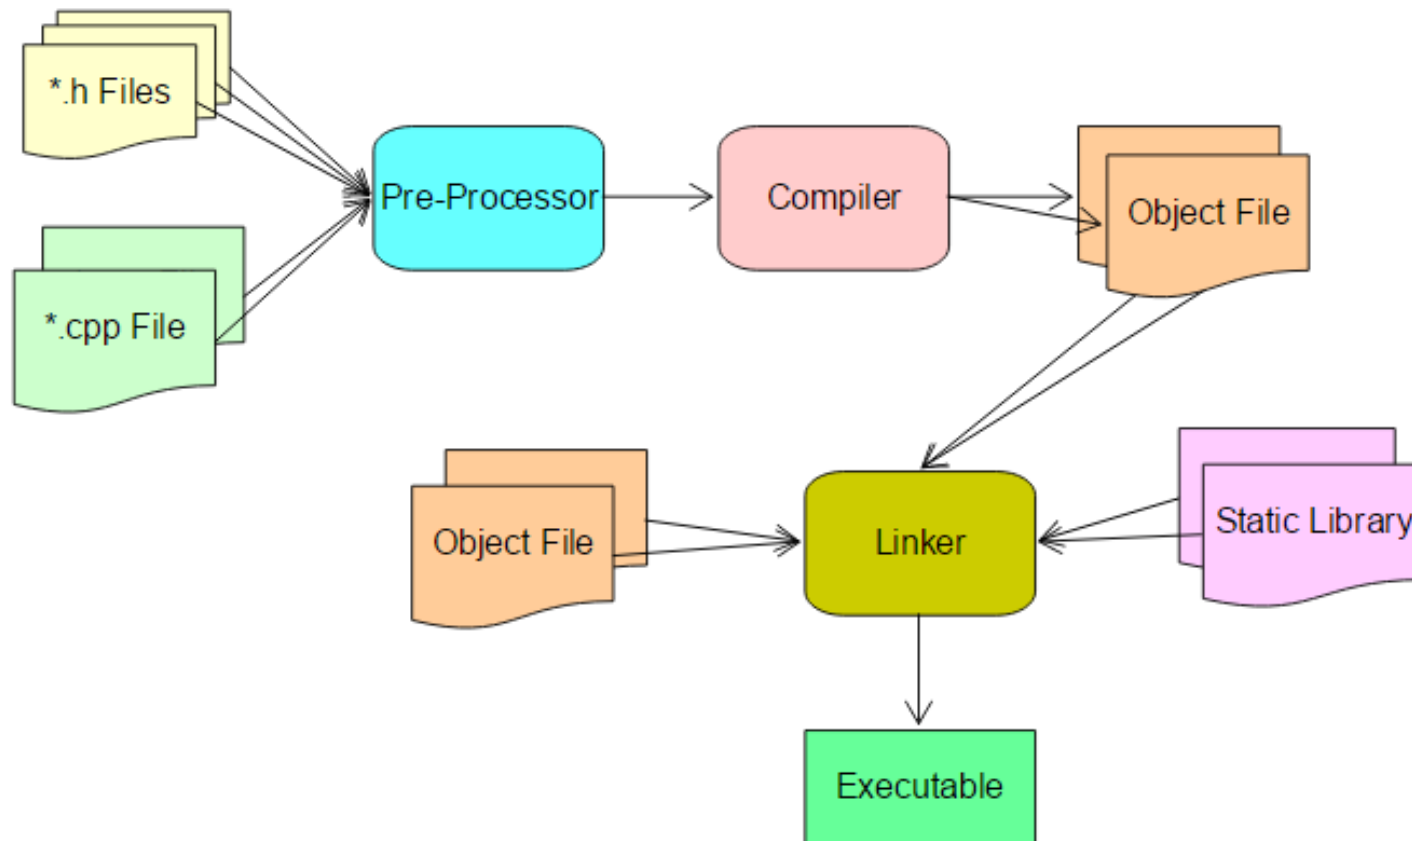 *.h Files
Pre-Processor
Compiler
Object File
*.cpp File
Object File
Linker
Static Library
Executable